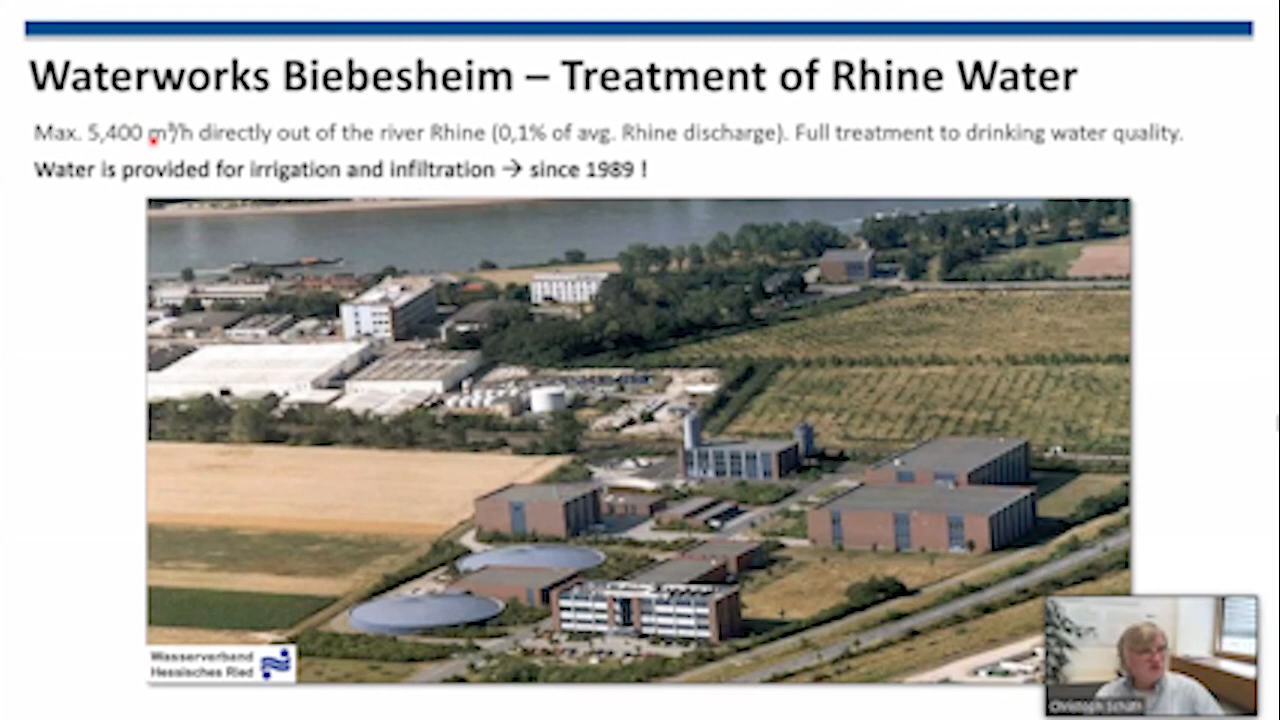 Waterworks Biebesheim – Treatment of Rhine Water
Max. 5,400 m³/h directly out of the river Rhine (0,1% of avg. Rhine discharge). Full treatment to drinking water quality.
Water is provided for irrigation and infiltration → since 1989 !
Wasserverband
Hessisches Ried
Christoph Schüth